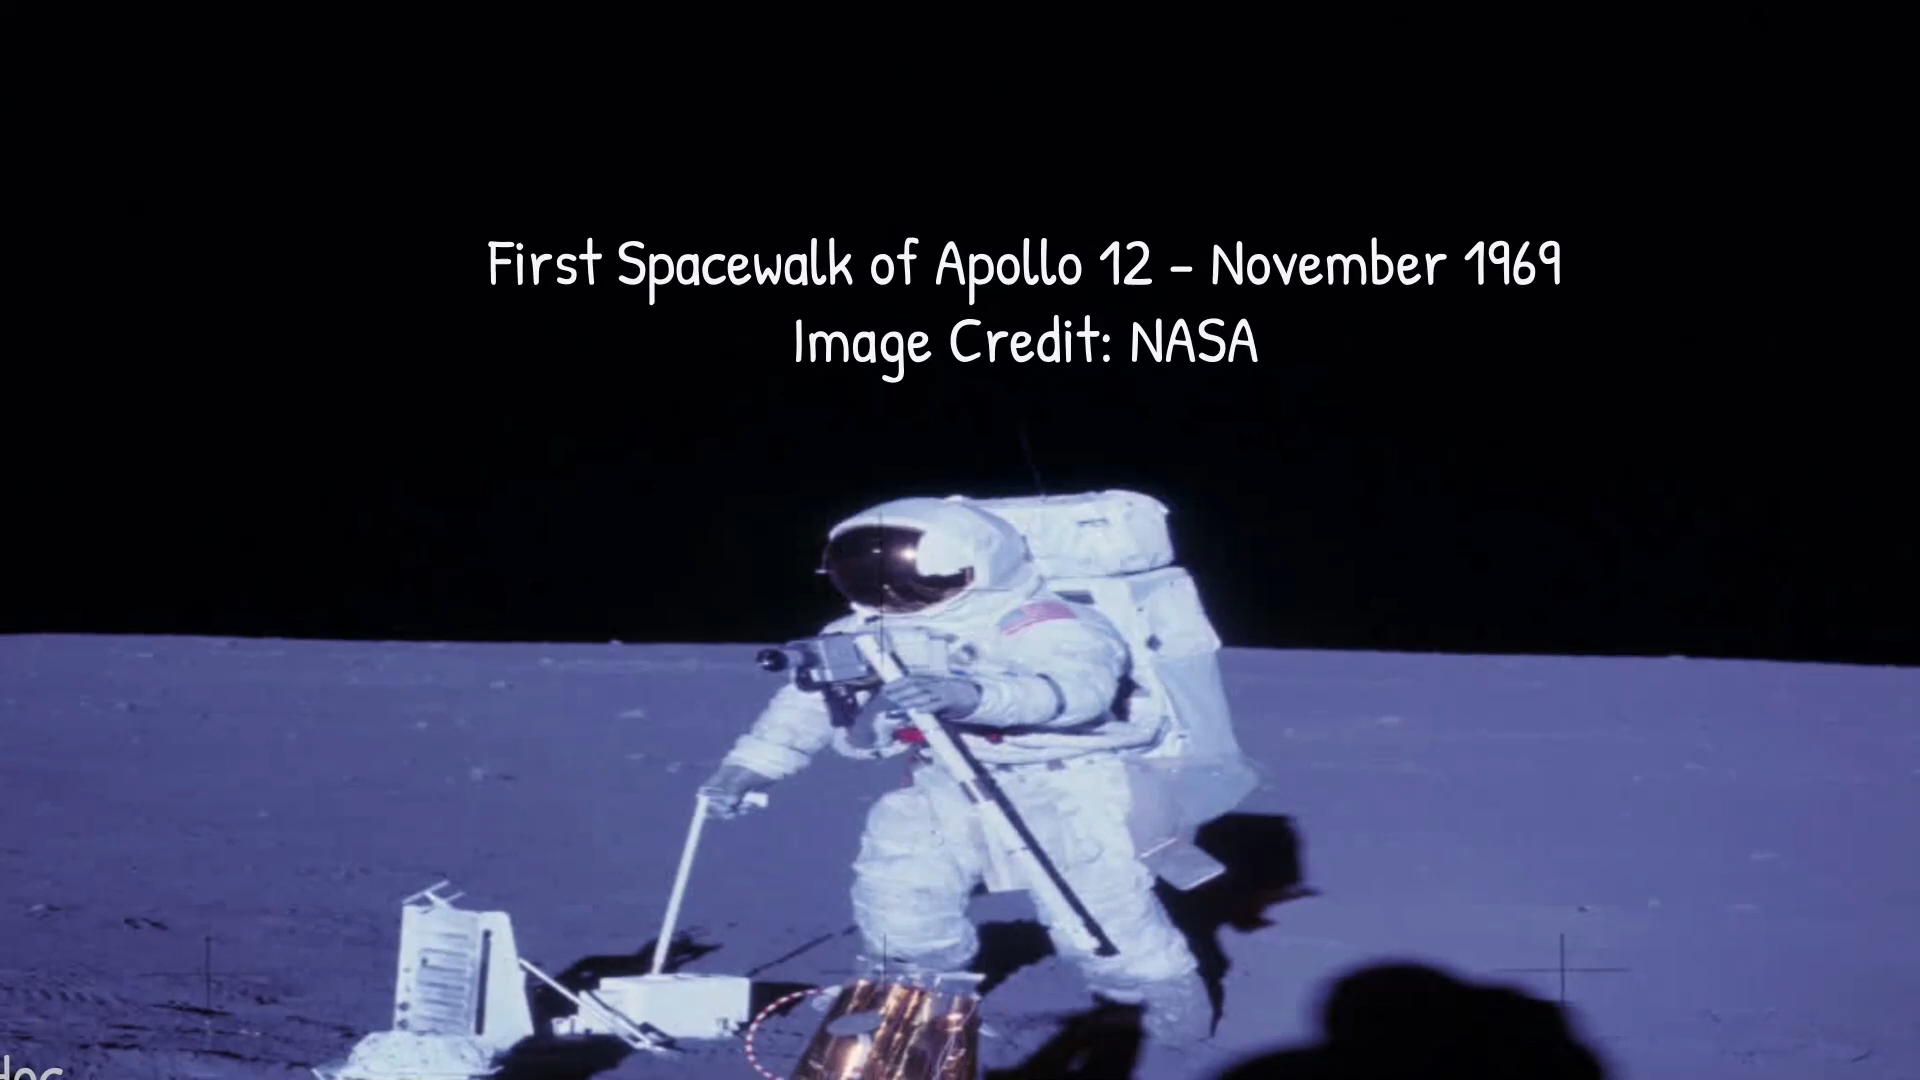 First Spacewalk of Apollo 12 - November 1969
Image Credit: NASA